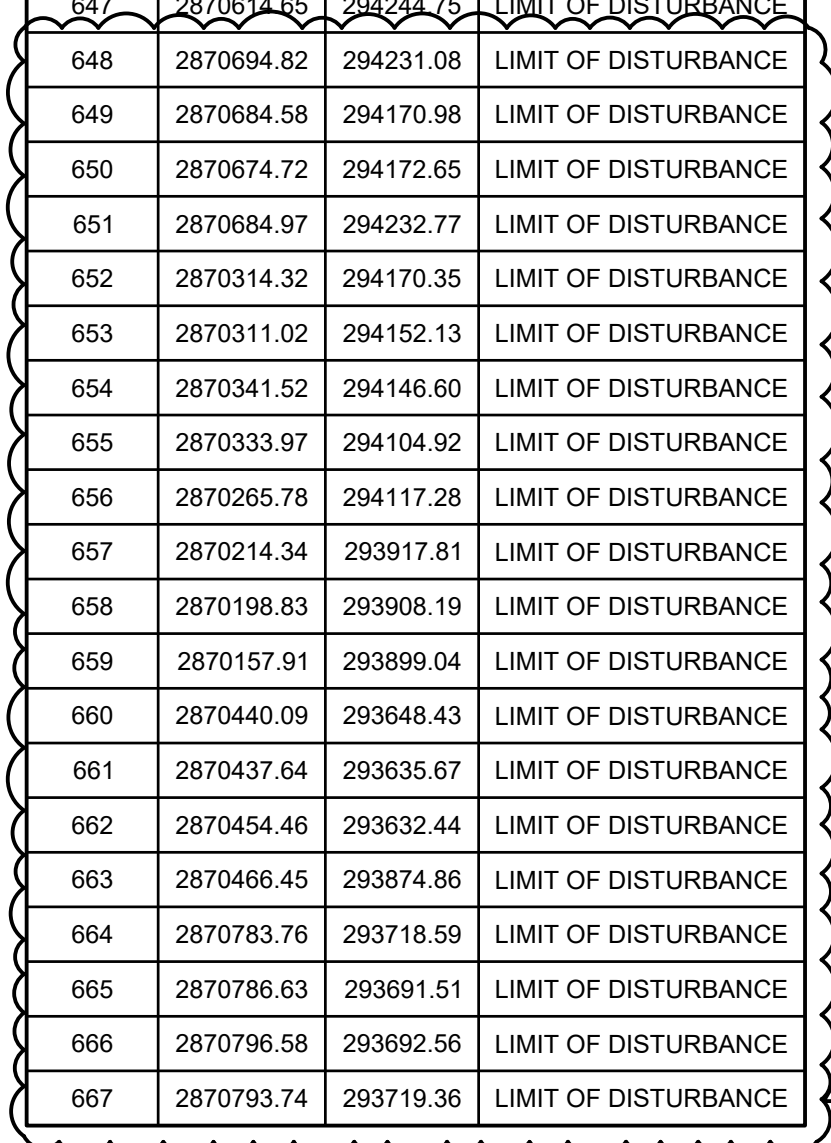 647 2870614.65 294244.75 LIMIT OF DISTURBANCE
648 2870694.82 294231.08 LIMIT OF DISTURBANCE
649 2870684.58 294170.98 LIMIT OF DISTURBANCE
650 2870674.72 294172.65 LIMIT OF DISTURBANCE
651 2870684.97 294232.77 LIMIT OF DISTURBANCE
652 2870314.32 294170.35 LIMIT OF DISTURBANCE
653 2870311.02 294152.13 LIMIT OF DISTURBANCE
654 2870341.52 294146.60 LIMIT OF DISTURBANCE
655 2870333.97 294104.92 LIMIT OF DISTURBANCE
656 2870265.78 294117.28 LIMIT OF DISTURBANCE
657 2870214.34 293917.81 LIMIT OF DISTURBANCE
658 2870198.83 293908.19 LIMIT OF DISTURBANCE
659 2870157.91 293899.04 LIMIT OF DISTURBANCE
660 2870440.09 293648.43 LIMIT OF DISTURBANCE
661 2870437.64 293635.67 LIMIT OF DISTURBANCE
662 2870454.46 293632.44 LIMIT OF DISTURBANCE
663 2870466.45 293874.86 LIMIT OF DISTURBANCE
664 2870783.76 293718.59 LIMIT OF DISTURBANCE
665 2870786.63 293691.51 LIMIT OF DISTURBANCE
666 2870796.58 293692.56 LIMIT OF DISTURBANCE
667 2870793.74 293719.36 LIMIT OF DISTURBANCE